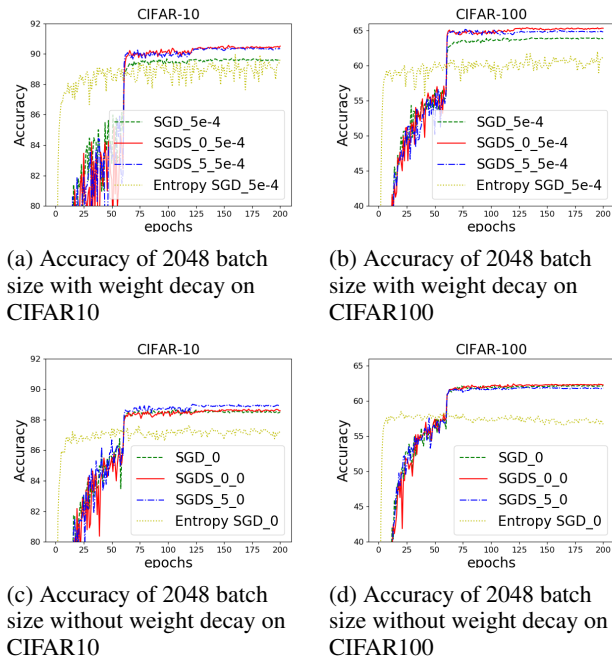 CIFAR-10
CIFAR-100
92
90
88
86
84
82
80
Accuracy
SGD_5e-4
SGDS_0_5e-4
SGDS_5_5e-4
Entropy SGD_5e-4
0 25 50 75 100 125 150 175 200
epochs
65
60
55
50
45
40
Accuracy
SGD_5e-4
SGDS_0_5e-4
SGDS_5_5e-4
Entropy SGD_5e-4
0 25 50 75 100 125 150 175 200
epochs
(a) Accuracy of 2048 batch
size with weight decay on
CIFAR10
(b) Accuracy of 2048 batch
size with weight decay on
CIFAR100
CIFAR-10
CIFAR-100
92
90
88
86
84
82
80
Accuracy
SGD_0
SGDS_0_0
SGDS_5_0
Entropy SGD_0
0 25 50 75 100 125 150 175 200
epochs
65
60
55
50
45
40
Accuracy
SGD_0
SGDS_0_0
SGDS_5_0
Entropy SGD_0
0 25 50 75 100 125 150 175 200
epochs
(c) Accuracy of 2048 batch
size without weight decay on
CIFAR10
(d) Accuracy of 2048 batch
size without weight decay on
CIFAR100